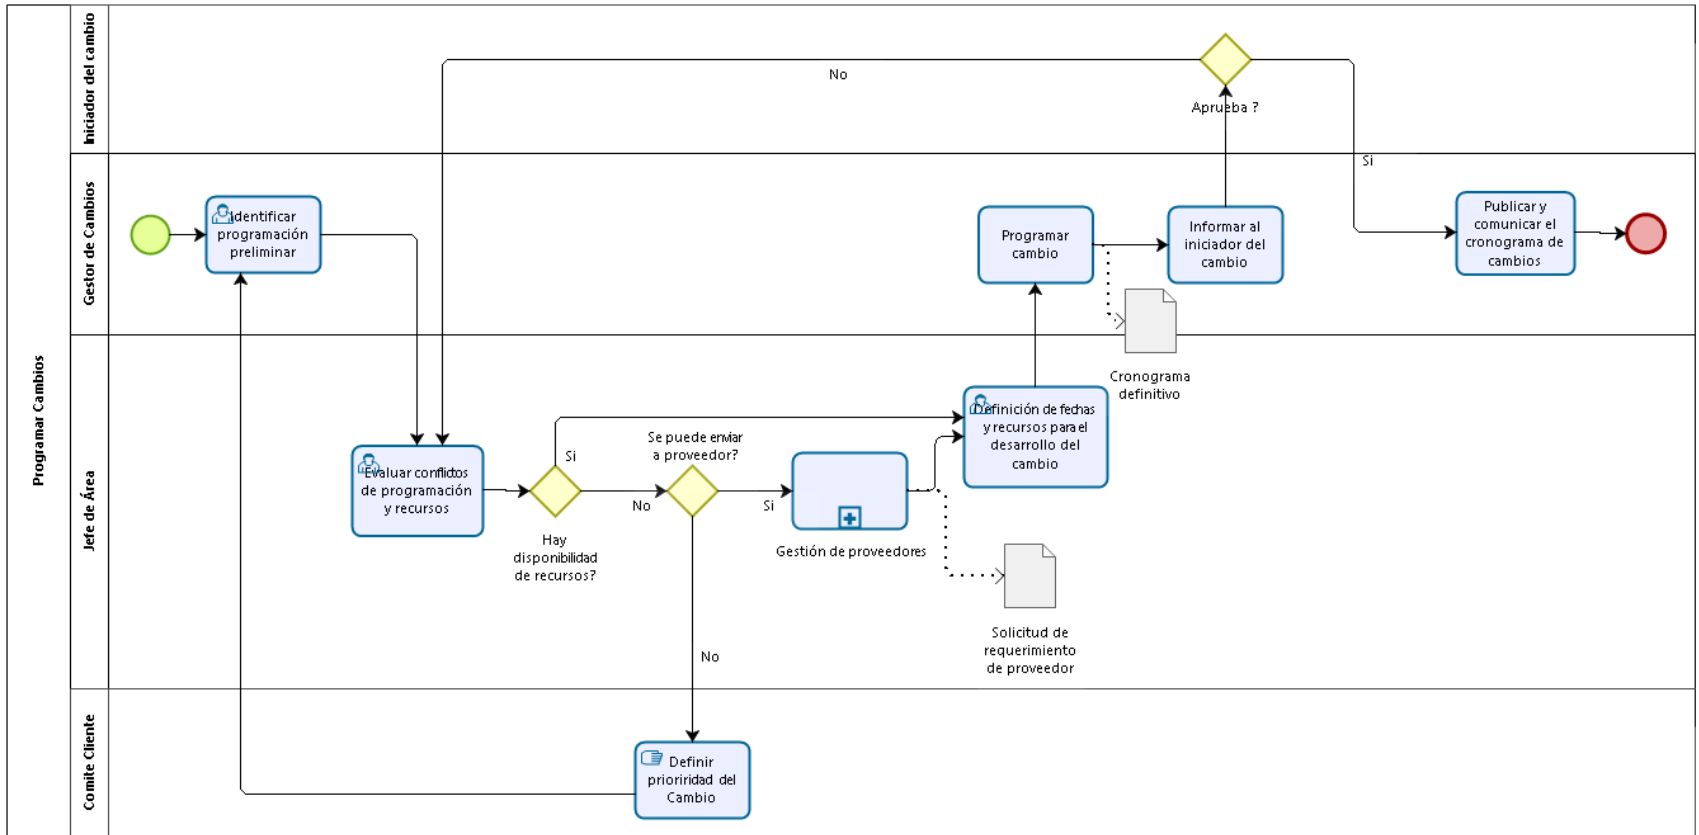 Programar Cambios
Iniciador del cambio
No
Aprueba ?
Si
Gestor de Cambios
Identificar
programación
preliminar
Programar
cambio
Informar al
iniciador del
cambio
Publicar y
comunicar el
cronograma de
cambios
Cronograma
definitivo
Jefe de Área
Evaluar conflictos
de programación
y recursos
Si
Hay
disponibilidad
de recursos?
No
Se puede enviar
a proveedor?
Si
Gestión de proveedores
Definición de fechas
y recursos para el
desarrollo del
cambio
Solicitud de
requerimiento
de proveedor
No
Comite Cliente
Definir
prioriridad del
Cambio